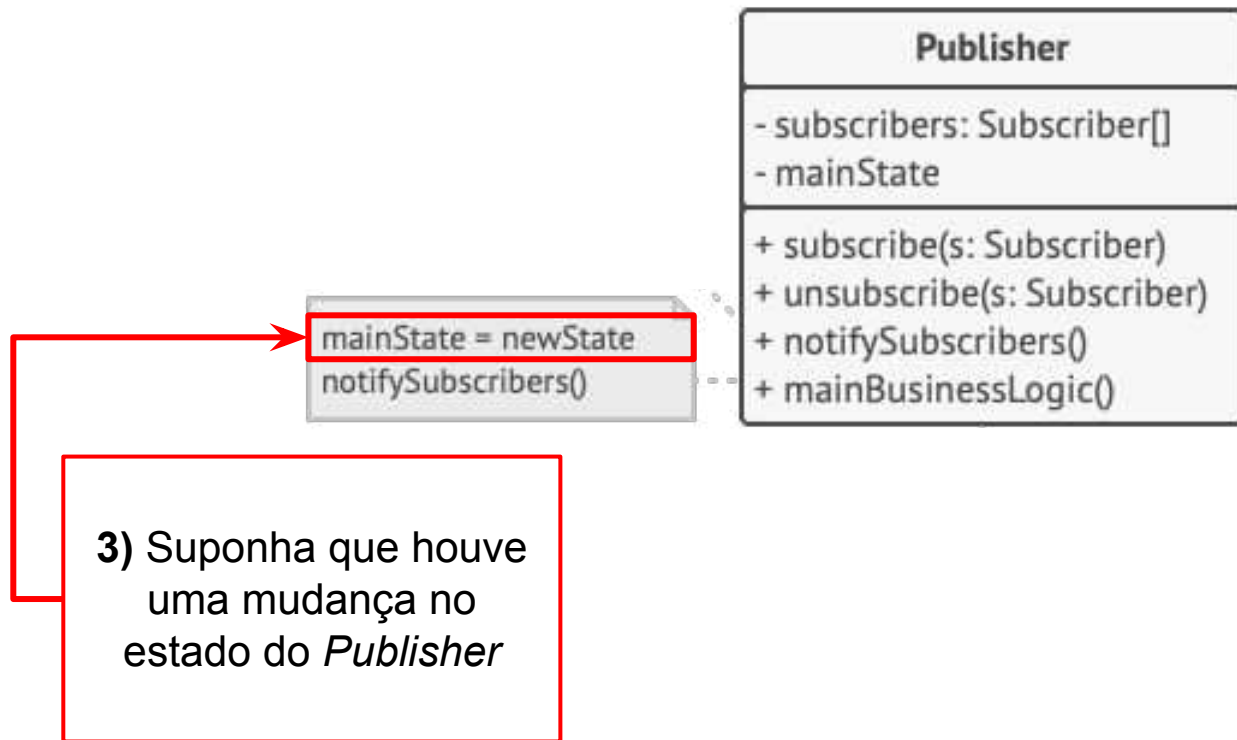 Publisher
- subscribers: Subscriber[]
- mainState
+ subscribe(s: Subscriber)
+ unsubscribe(s: Subscriber)
+ notifySubscribers()
+ mainBusinessLogic()
mainState = newState
notifySubscribers()
3) Suponha que houve
uma mudança no
estado do Publisher